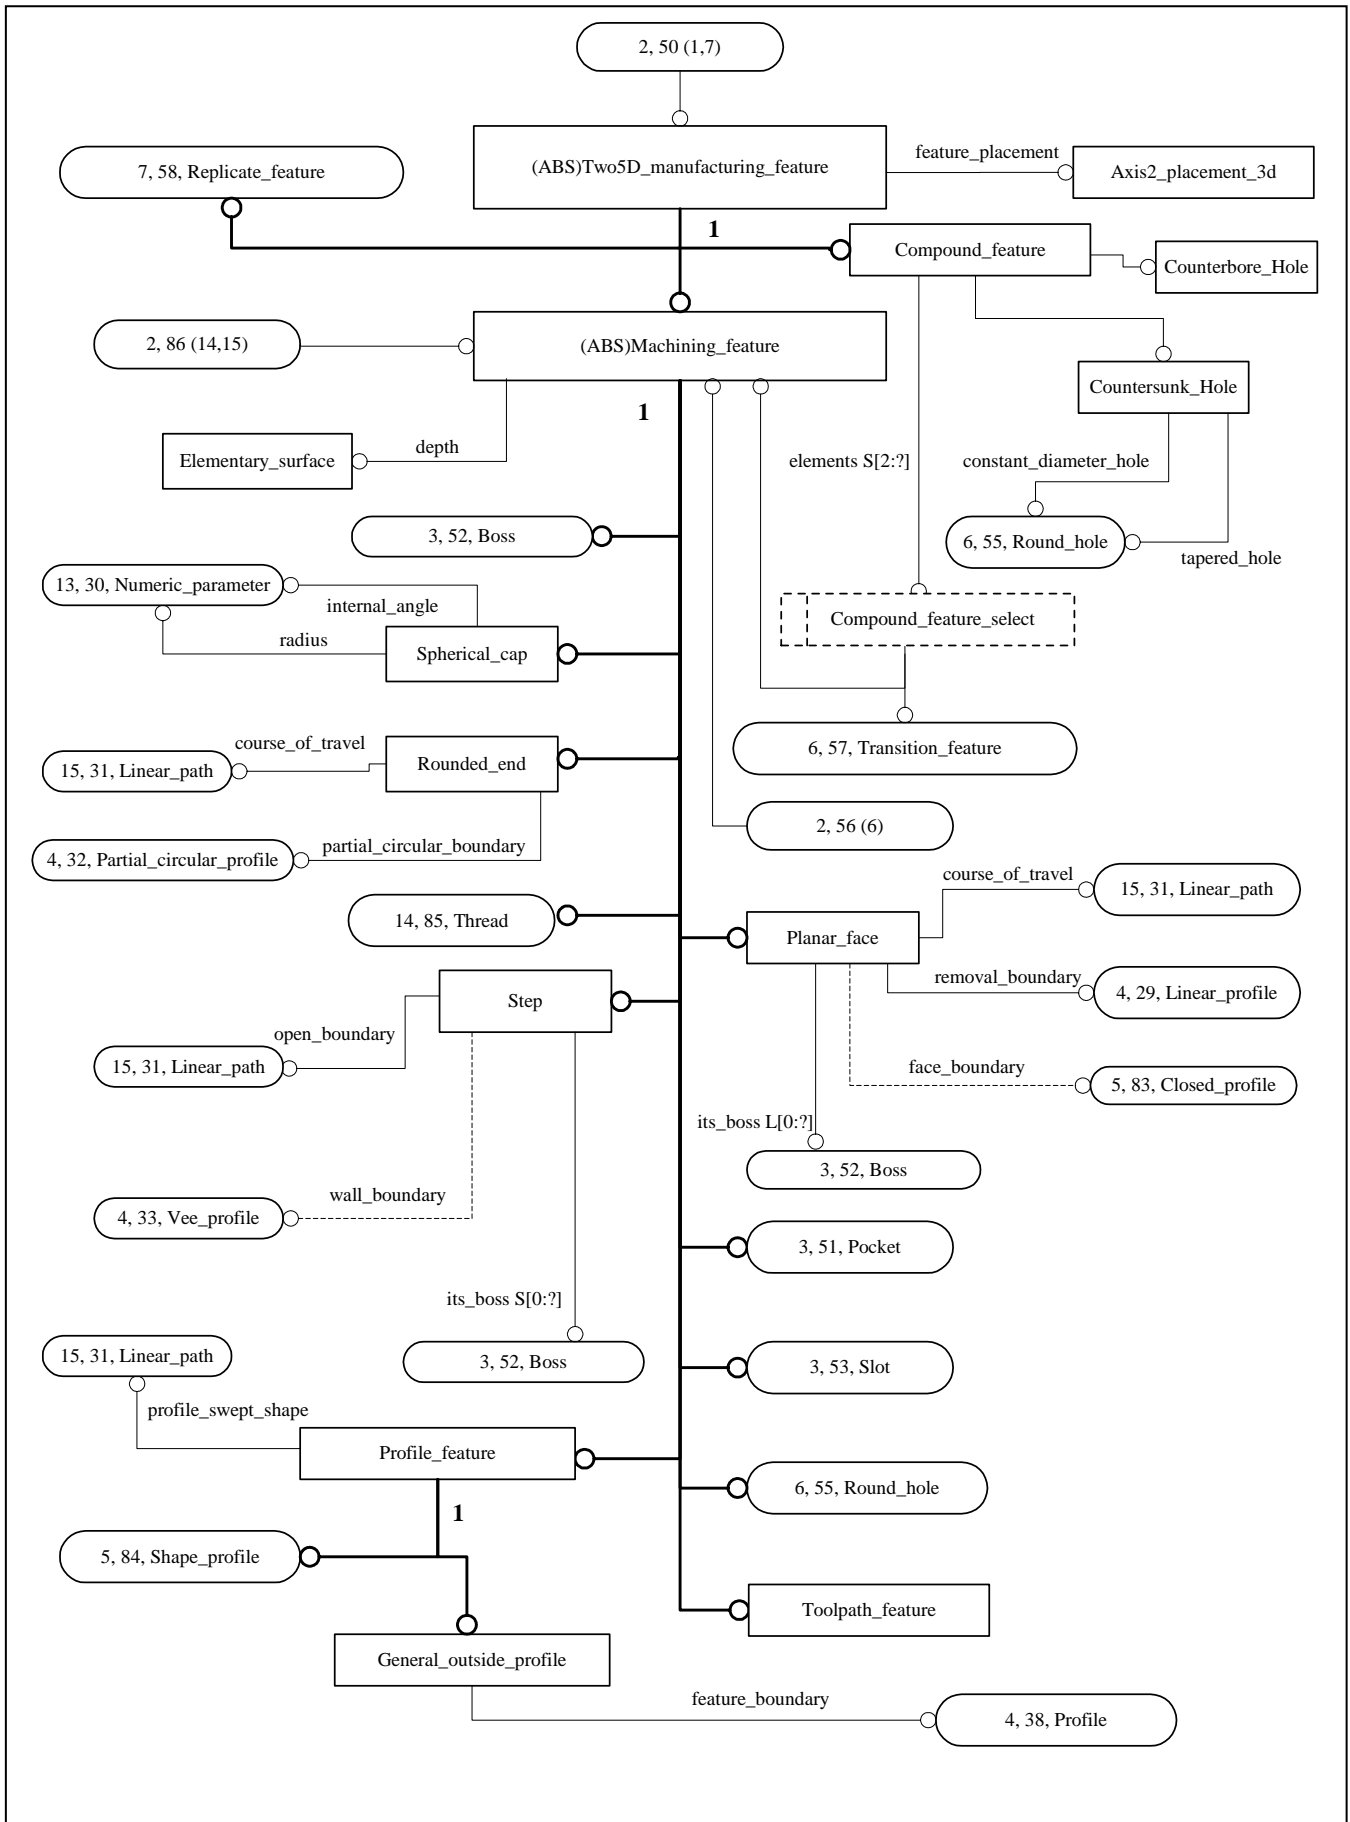 2, 50 (1,7)
(ABS)Two5D_manufacturing_feature
feature_placement
Axis2_placement_3d
7, 58, Replicate_feature
1
Compound_feature
Counterbore_Hole
2, 86 (14,15)
(ABS)Machining_feature
Countersunk_Hole
1
depth
Elementary_surface
elements S[2:?]
constant_diameter_hole
3, 52, Boss
6, 55, Round_hole
tapered_hole
13, 30, Numeric_parameter
internal_angle
radius
Spherical_cap
Compound_feature_select
course_of_travel
15, 31, Linear_path
Rounded_end
6, 57, Transition_feature
2, 56 (6)
partial_circular_boundary
4, 32, Partial_circular_profile
course_of_travel
15, 31, Linear_path
14, 85, Thread
Planar_face
removal_boundary
4, 29, Linear_profile
Step
open_boundary
15, 31, Linear_path
face_boundary
5, 83, Closed_profile
its_boss L[0:?]
3, 52, Boss
wall_boundary
4, 33, Vee_profile
3, 51, Pocket
its_boss S[0:?]
3, 52, Boss
15, 31, Linear_path
3, 53, Slot
profile_swept_shape
Profile_feature
6, 55, Round_hole
1
5, 84, Shape_profile
Toolpath_feature
General_outside_profile
feature_boundary
4, 38, Profile